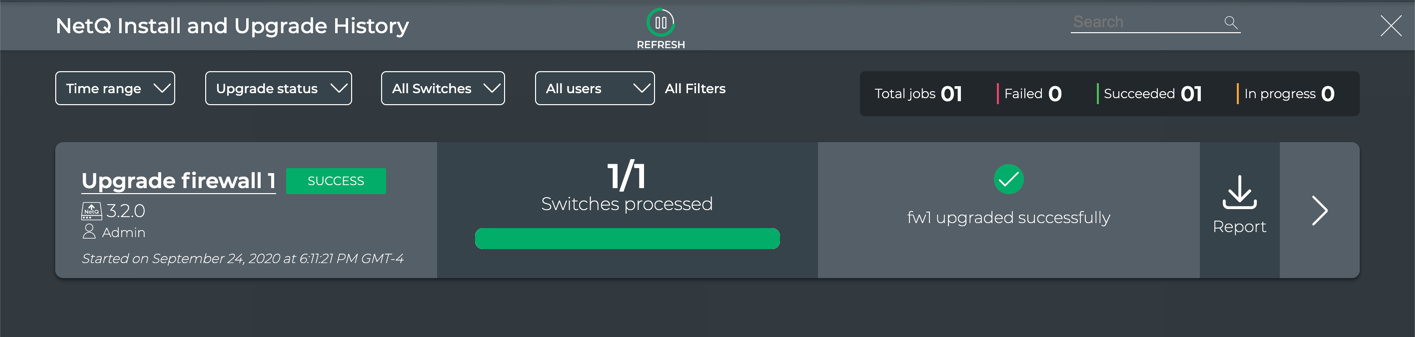 NetQ Install and Upgrade History
REFRESH
Search
Time range
Upgrade status
All Switches
All users
All Filters
Total jobs 01
Failed 0
Succeeded 01
In progress 0
Upgrade firewall 1
SUCCESS
NetQ 3.2.0
Admin
Started on September 24, 2020 at 6:11:21 PM GMT-4
1/1
Switches processed
fw1 upgraded successfully
Report